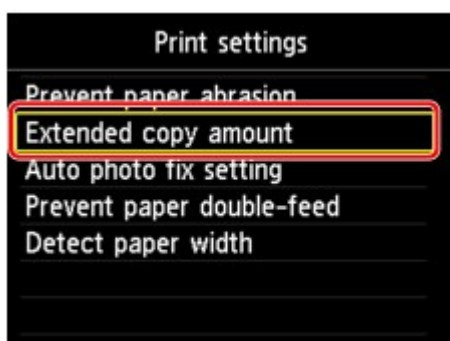 Print settings
Prevent paper abrasion
Extended copy amount
Auto photo fix setting
Prevent paper double-feed
Detect paper width